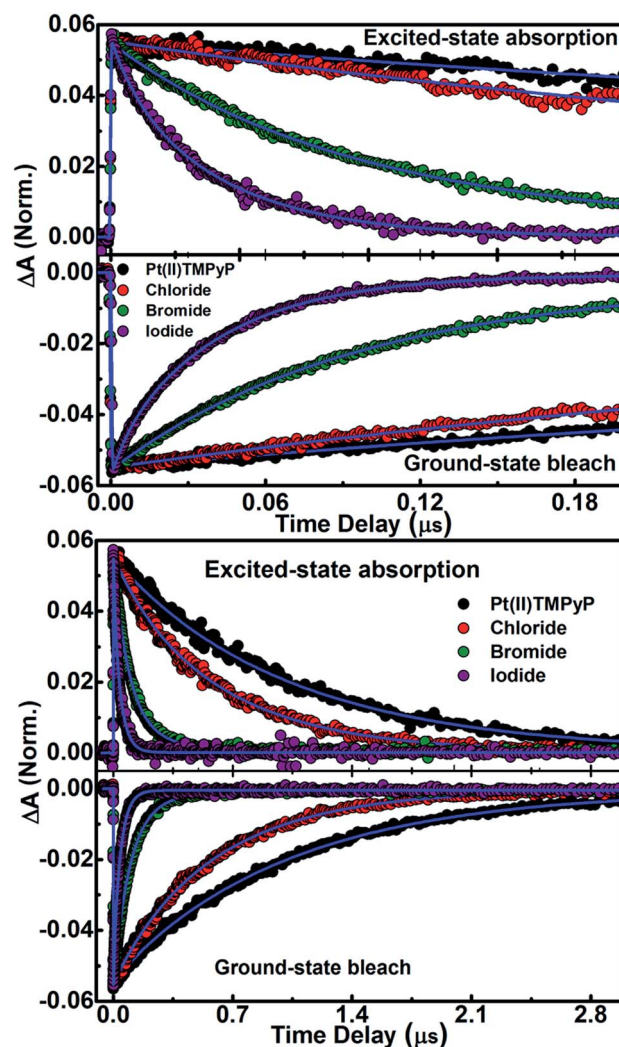 0.06
Excited-state absorption
0.04
0.02
0.00
ΔA (Norm.)
0.00
Pt(II)TMPyP
Chloride
Bromide
Iodide
-0.02
-0.04
-0.06
Ground-state bleach
0.00 0.06 0.12 0.18
Time Delay (μs)
0.06
Excited-state absorption
Pt(II)TMPyP
Chloride
Bromide
Iodide
0.04
0.02
0.00
ΔA (Norm.)
0.00
-0.02
-0.04
-0.06
Ground-state bleach
0.0 0.7 1.4 2.1 2.8
Time Delay (μs)